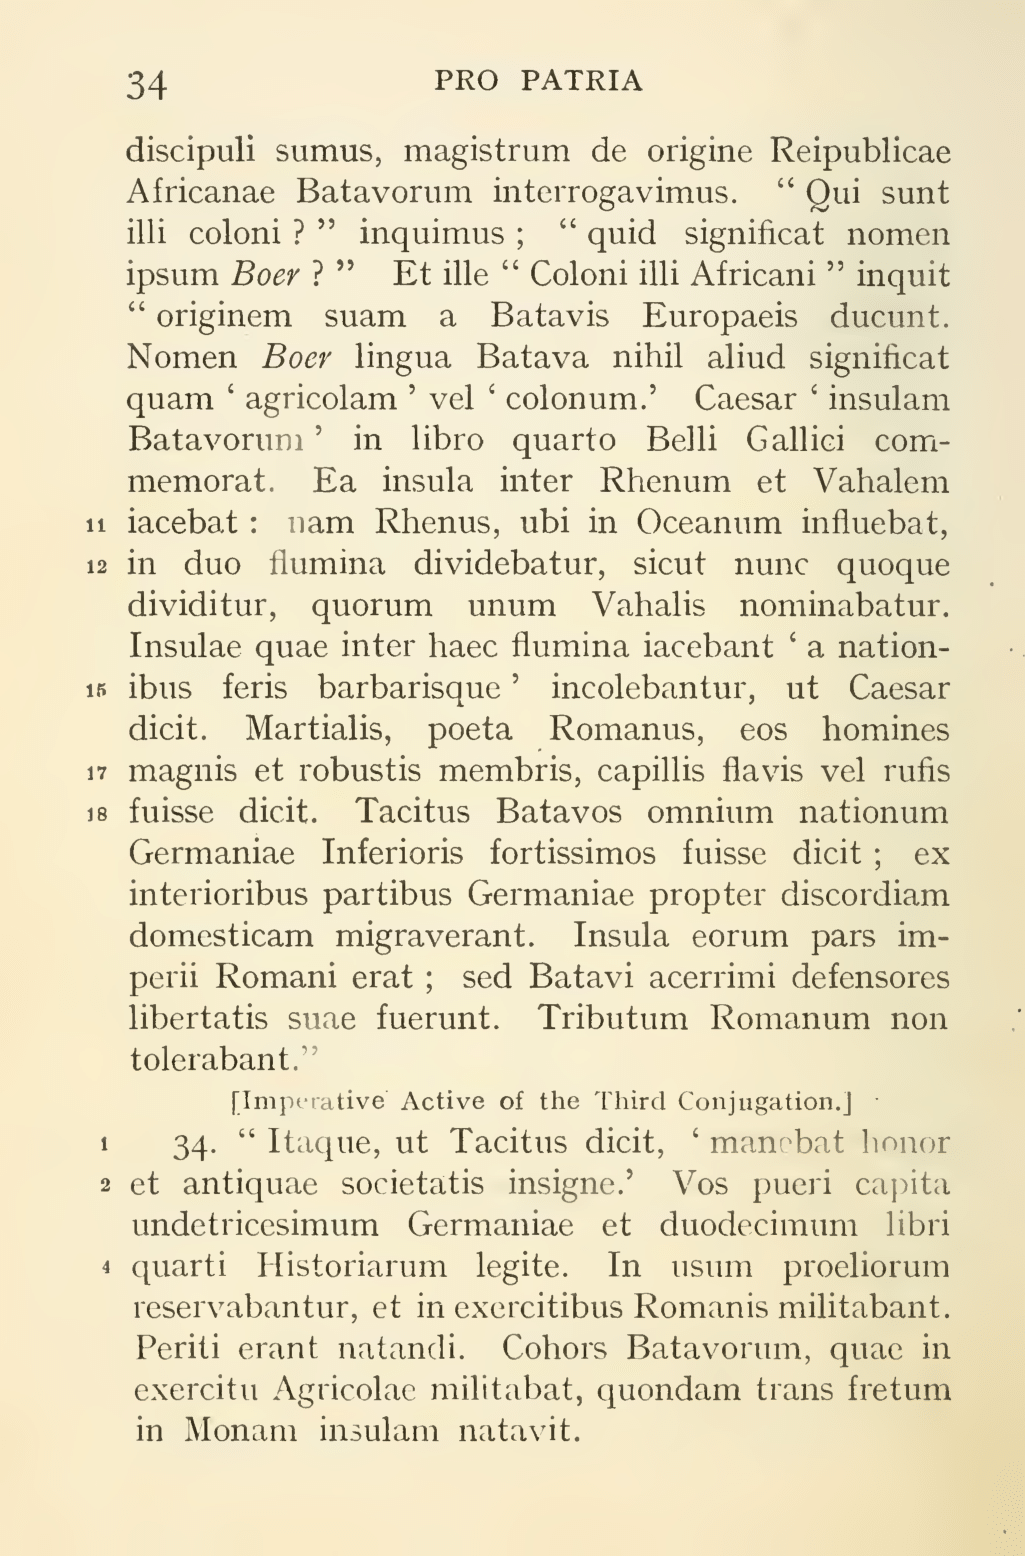 34 PRO PATRIA
discipuli sumus, magistrum de origine Reipublicae
Africanae Batavorum interrogavimus. “ Qui sunt
illi coloni ? ” inquimus ; “ quid significat nomen
ipsum Boer ? ” Et ille “ Coloni illi Africani ” inquit
“ originem suam a Batavis Europaeis ducunt.
Nomen Boer lingua Batava nihil aliud significat
quam ‘ agricolam ’ vel ‘ colonum.’ Caesar ‘ insulam
Batavorum ’ in libro quarto Belli Gallici com-
memorat. Ea insula inter Rhenum et Vahalem
11 iacebat : nam Rhenus, ubi in Oceanum influebat,
12 in duo flumina dividebatur, sicut nunc quoque
dividitur, quorum unum Vahalis nominabatur.
Insulae quae inter haec flumina iacebant ‘ a nation-
15 ibus feris barbarisque ’ incolebantur, ut Caesar
dicit. Martialis, poeta Romanus, eos homines
17 magnis et robustis membris, capillis flavis vel rufis
18 fuisse dicit. Tacitus Batavos omnium nationum
Germaniae Inferioris fortissimos fuisse dicit ; ex
interioribus partibus Germaniae propter discordiam
domesticam migraverant. Insula eorum pars im-
perii Romani erat ; sed Batavi acerrimi defensores
libertatis suae fuerunt. Tributum Romanum non
tolerabant.”
[Imperative Active of the Third Conjugation.]
1 34. “ Itaque, ut Tacitus dicit, ‘ manebat honor
2 et antiquae societatis insigne.’ Vos pueri capita
undetricesimum Germaniae et duodecimum libri
4 quarti Historiarum legite. In usum proeliorum
reservabantur, et in exercitibus Romanis militabant.
Periti erant natandi. Cohors Batavorum, quae in
exercitu Agricolae militabat, quondam trans fretum
in Monam insulam natavit.